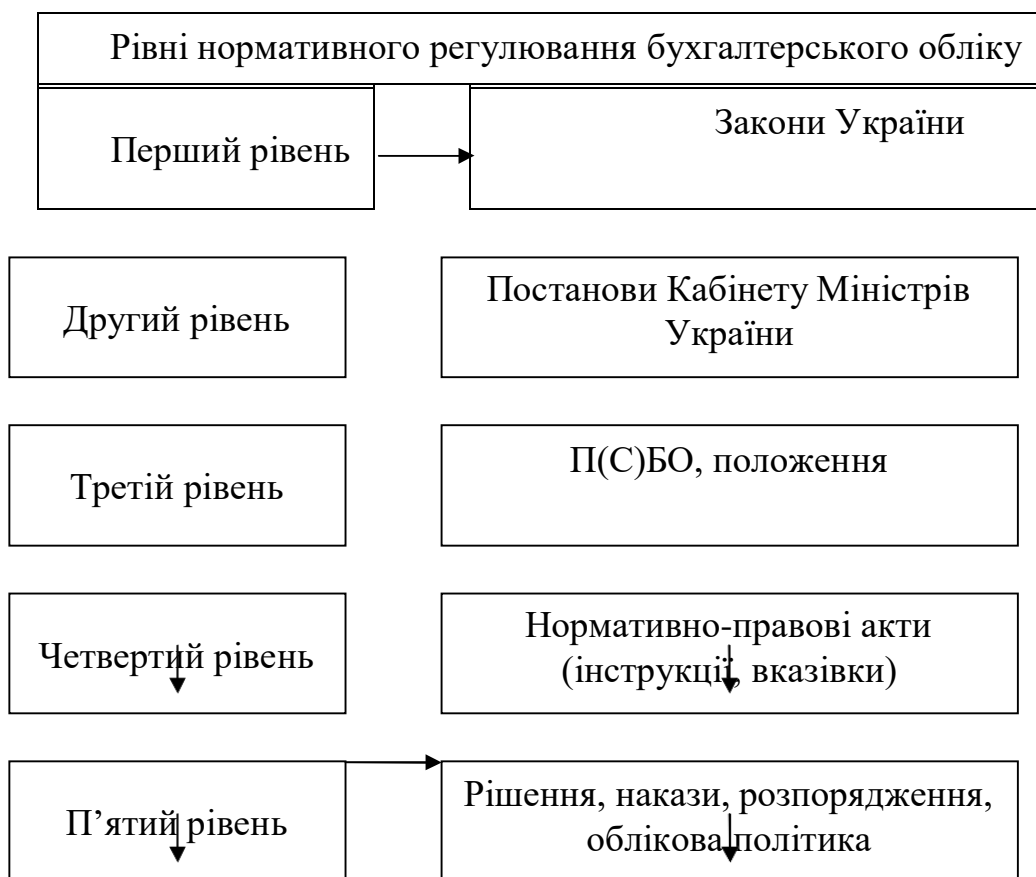 Рівні нормативного регулювання бухгалтерського обліку
Перший рівень
Закони України
Другий рівень
Постанови Кабінету Міністрів
України
Третій рівень
П(С)БО, положення
Четвертий рівень
Нормативно-правові акти
(інструкції, вказівки)
П’ятий рівень
Рішення, накази, розпорядження,
облікова політика